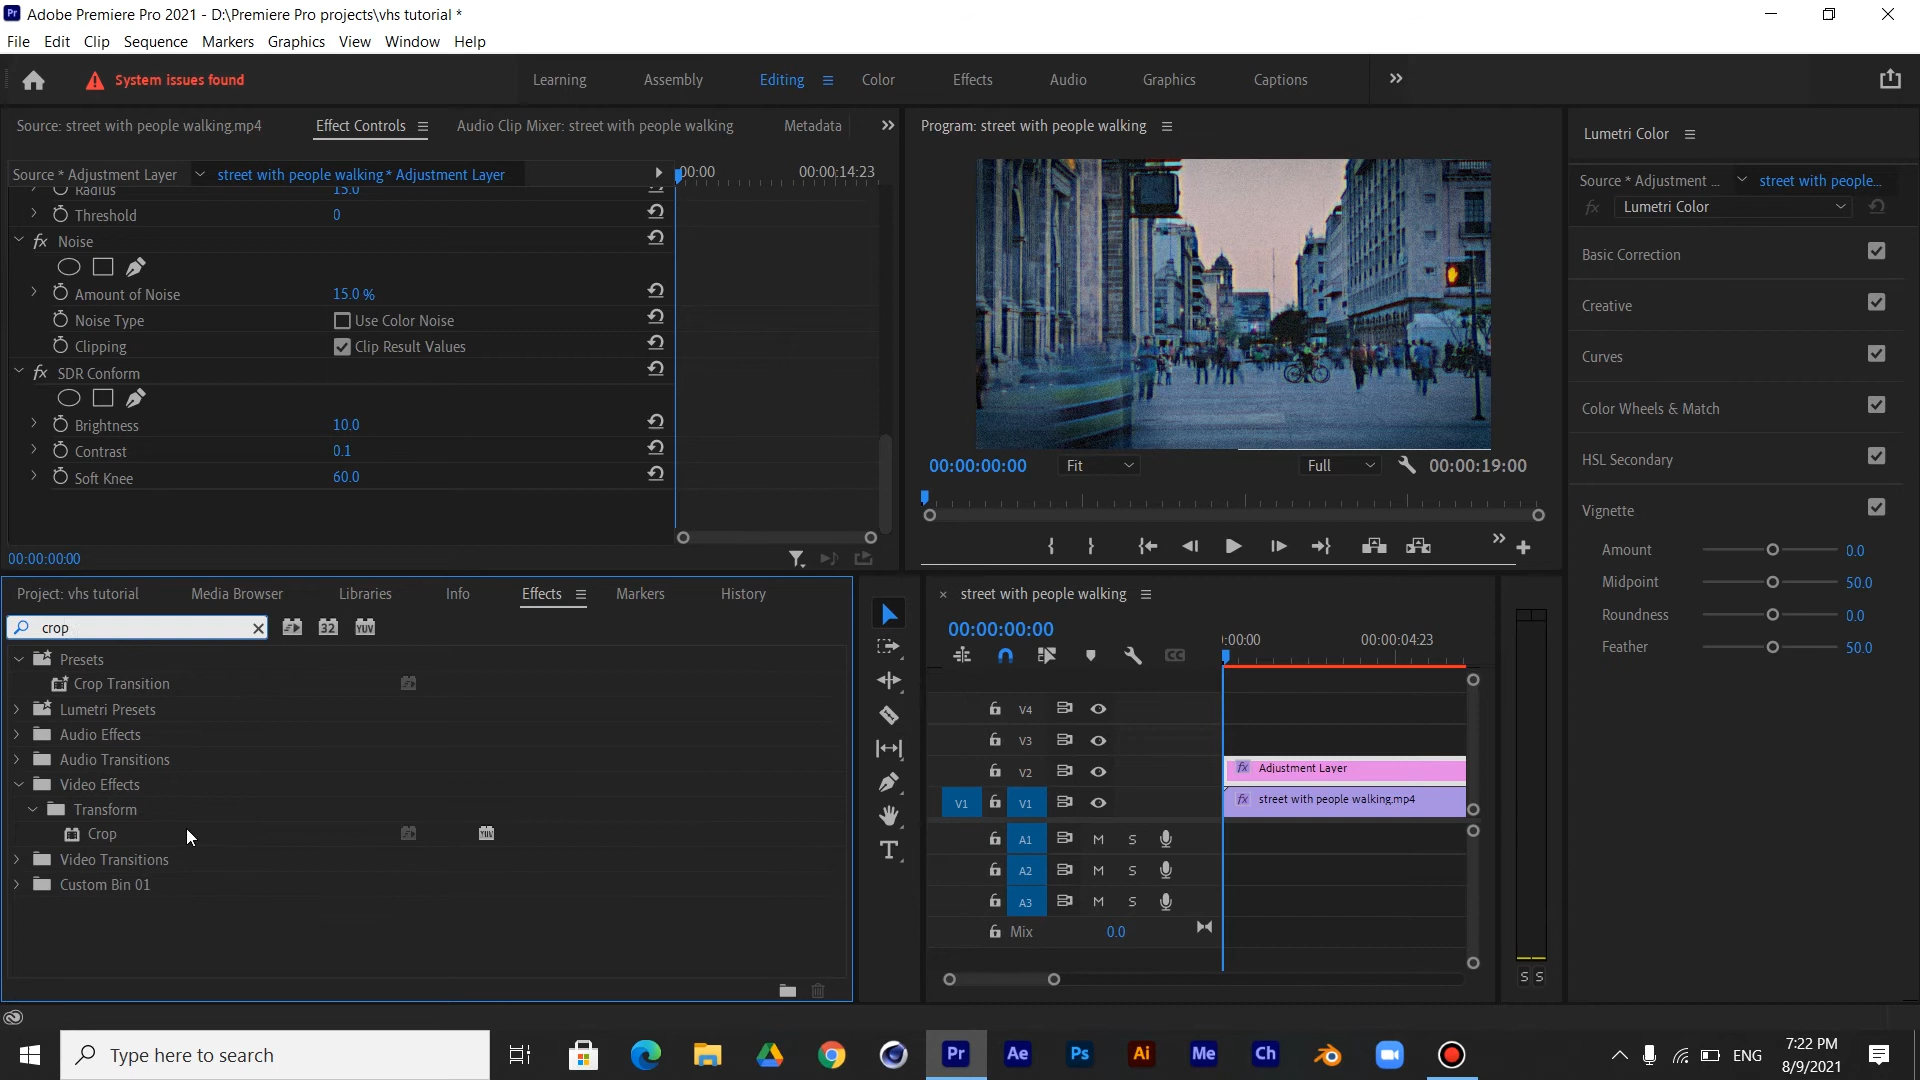 Pr Adobe Premiere Pro 2021 - D:\Premiere Pro projects\vhs tutorial *
File Edit Clip Sequence Markers Graphics View Window Help
System issues found Learning Assembly Editing Color Effects Audio Graphics Captions
Source: street with people walking.mp4 Effect Controls Audio Clip Mixer: street with people walking Metadata
Source * Adjustment Layer street with people walking * Adjustment Layer 00:00 00:00:14:23
Radius 15.0
Threshold 0
fx Noise
Amount of Noise 15.0 %
Noise Type Use Color Noise
Clipping Clip Result Values
fx SDR Conform
Brightness 10.0
Contrast 0.1
Soft Knee 60.0
00:00:00:00
Program: street with people walking
00:00:00:00 Fit Full 00:00:19:00
Lumetri Color
Source * Adjustment ... street with people...
fx Lumetri Color
Basic Correction
Creative
Curves
Color Wheels & Match
HSL Secondary
Vignette
Amount 0.0
Midpoint 50.0
Roundness 0.0
Feather 50.0
Project: vhs tutorial Media Browser Libraries Info Effects Markers History
crop 32 YUV
Presets
Crop Transition
Lumetri Presets
Audio Effects
Audio Transitions
Video Effects
Transform
Crop
Video Transitions
Custom Bin 01
× street with people walking
00:00:00:00 :00:00 00:00:04:23
CC
V4
V3
V2 fx Adjustment Layer
V1 V1 fx street with people walking.mp4
A1 M S
A2 M S
A3 M S
Mix 0.0
S S
Type here to search Pr Ae Ps Ai Me Ch ENG 7:22 PM
8/9/2021